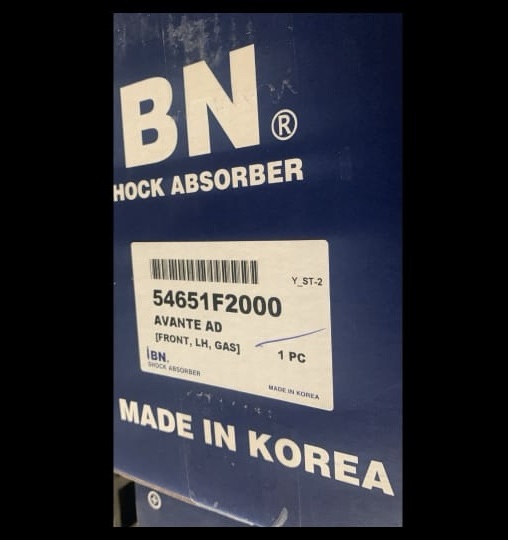 BN®
HOCK ABSORBER
Y_ST-2
54651F2000
AVANTE AD
[FRONT, LH, GAS]
1 PC
BN.
SHOCK ABSORBER
MADE IN KOREA
MADE IN KOREA